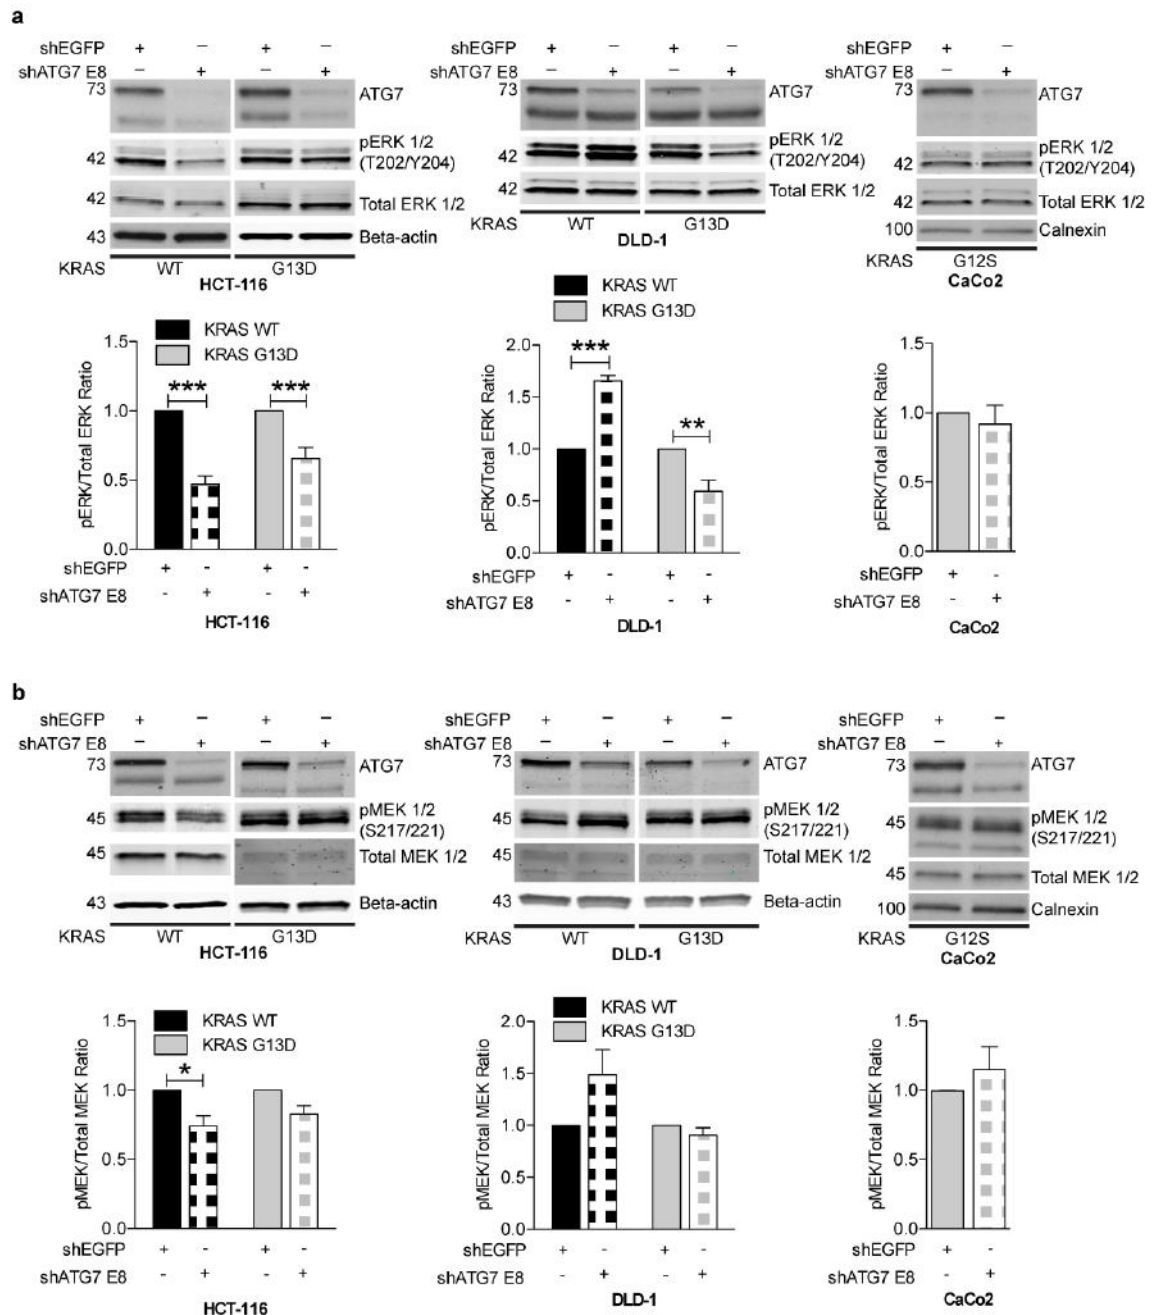 a
shEGFP + – + –
shATG7 E8 – + – +
73 ATG7
42 pERK 1/2
(T202/Y204)
42 Total ERK 1/2
43 Beta-actin
KRAS WT G13D
HCT-116
shEGFP + – + –
shATG7 E8 – + – +
73 ATG7
42 pERK 1/2
(T202/Y204)
42 Total ERK 1/2
KRAS WT G13D
DLD-1
shEGFP + –
shATG7 E8 – +
73 ATG7
42 pERK 1/2
(T202/Y204)
42 Total ERK 1/2
100 Calnexin
KRAS G12S
CaCo2
KRAS WT
KRAS G13D
pERK/Total ERK Ratio
1.5
1.0
0.5
0.0
*** ***
shEGFP + - + -
shATG7 E8 - + - +
HCT-116
KRAS WT
KRAS G13D
pERK/Total ERK Ratio
2.0
1.5
1.0
0.5
0.0
*** **
shEGFP + - + -
shATG7 E8 - + - +
DLD-1
pERK/Total ERK Ratio
1.5
1.0
0.5
0.0
shEGFP + -
shATG7 E8 - +
CaCo2
b
shEGFP + – + –
shATG7 E8 – + – +
73 ATG7
45 pMEK 1/2
(S217/221)
45 Total MEK 1/2
43 Beta-actin
KRAS WT G13D
HCT-116
shEGFP + – + –
shATG7 E8 – + – +
73 ATG7
45 pMEK 1/2
(S217/221)
45 Total MEK 1/2
43 Beta-actin
KRAS WT G13D
DLD-1
shEGFP + –
shATG7 E8 – +
73 ATG7
45 pMEK 1/2
(S217/221)
45 Total MEK 1/2
100 Calnexin
KRAS G12S
CaCo2
KRAS WT
KRAS G13D
pMEK/Total MEK Ratio
1.5
1.0
0.5
0.0
*
shEGFP + - + -
shATG7 E8 - + - +
HCT-116
KRAS WT
KRAS G13D
pMEK/Total MEK Ratio
2.0
1.5
1.0
0.5
0.0
shEGFP + - + -
shATG7 E8 - + - +
DLD-1
pMEK/Total MEK Ratio
1.5
1.0
0.5
0.0
shEGFP + -
shATG7 E8 - +
CaCo2